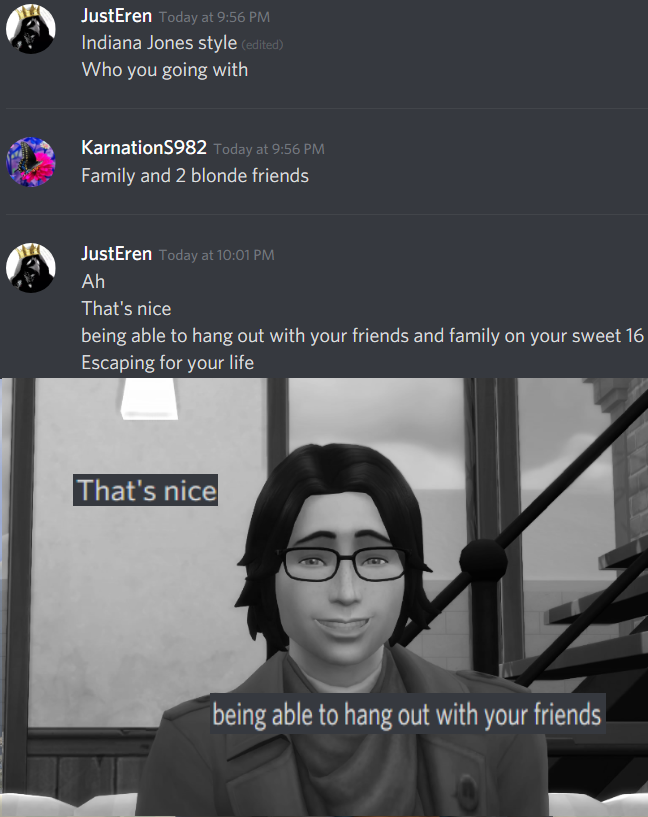 JustEren Today at 9:56 PM
Indiana Jones style (edited)
Who you going with
KarnationS982 Today at 9:56 PM
Family and 2 blonde friends
JustEren Today at 10:01 PM
Ah
That's nice
being able to hang out with your friends and family on your sweet 16
Escaping for your life
That's nice
being able to hang out with your friends